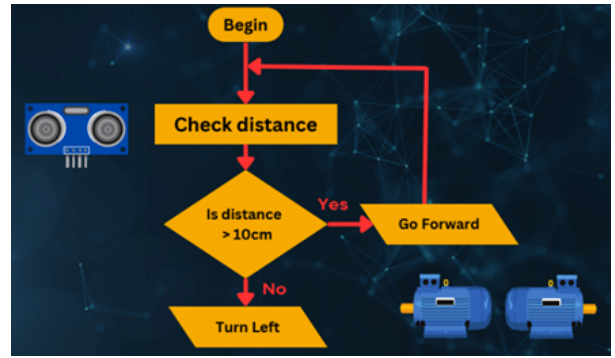 Begin
Check distance
Is distance
> 10cm
Yes
Go Forward
No
Turn Left